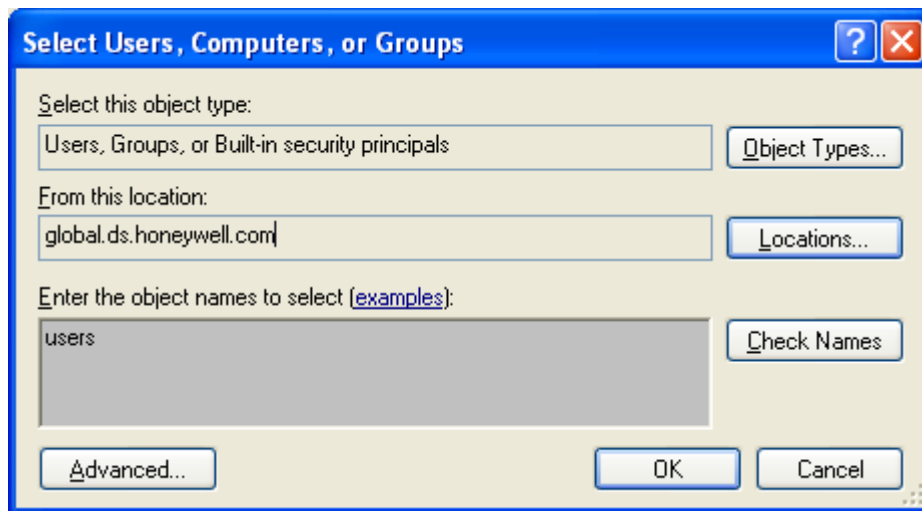 Select Users, Computers, or Groups
Select this object type:
Users, Groups, or Built-in security principals
Object Types...
From this location:
global.ds.honeywell.com
Locations...
Enter the object names to select (examples):
users
Check Names
Advanced...
OK
Cancel